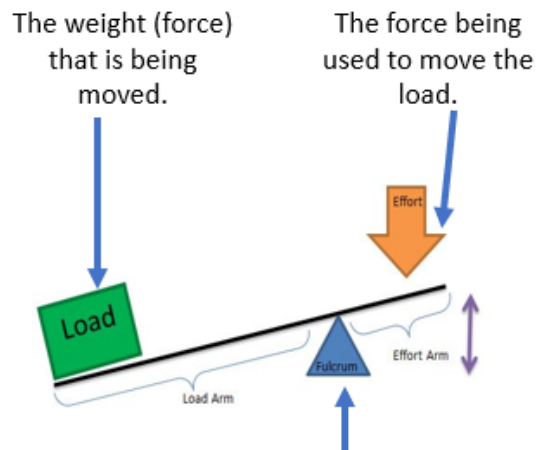 The weight (force)
that is being
moved.
The force being
used to move the
load.
Effort
Load
Fulcrum
Effort Arm
Load Arm